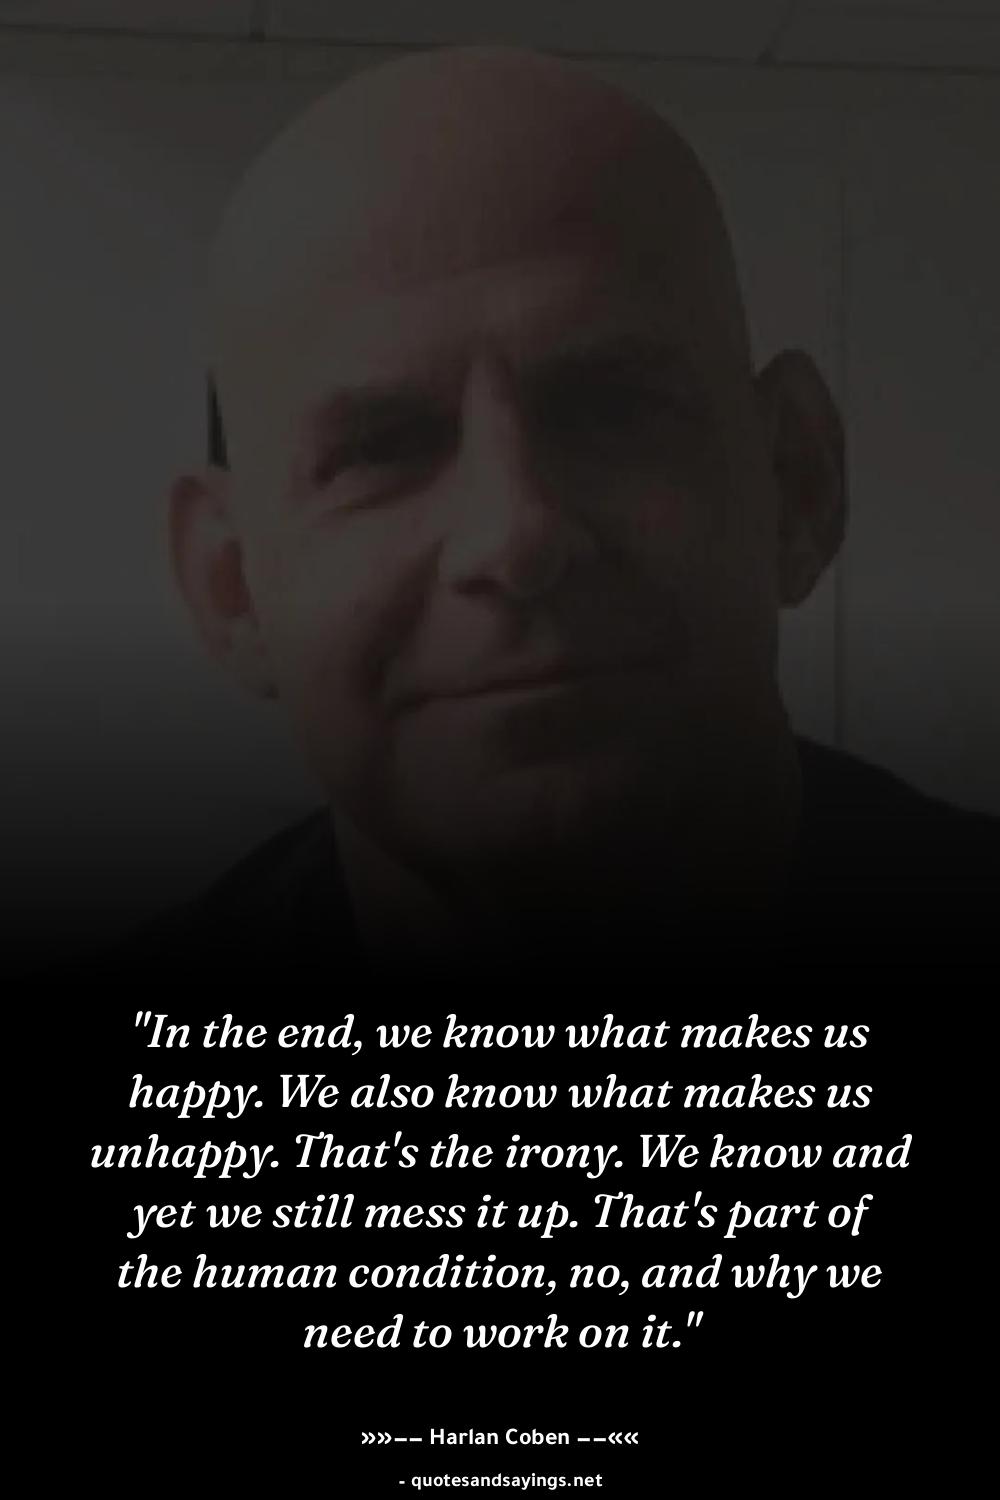 "In the end, we know what makes us
happy. We also know what makes us
unhappy. That's the irony. We know and
yet we still mess it up. That's part of
the human condition, no, and why we
need to work on it."
»»–– Harlan Coben ––««
- quotesandsayings.net